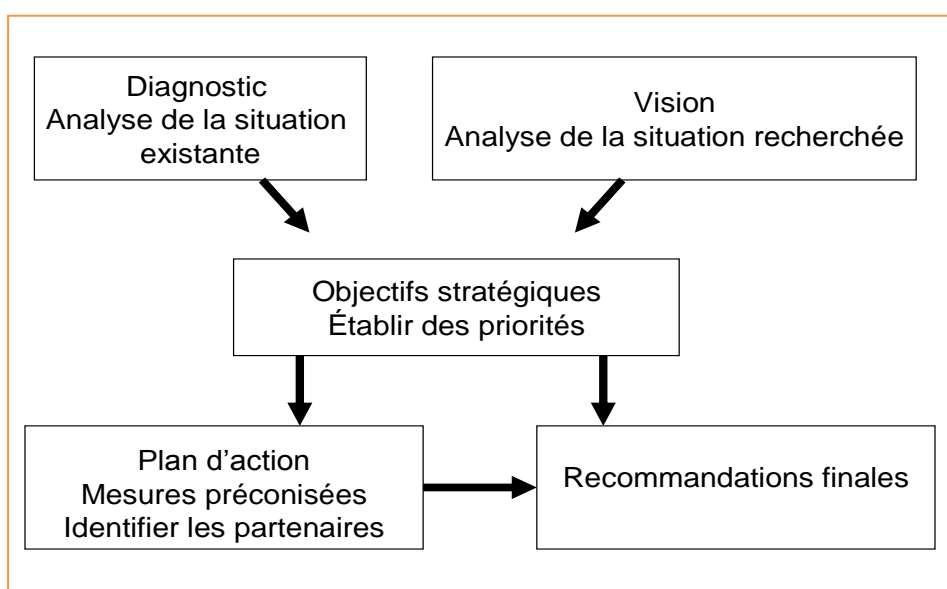 Diagnostic
Analyse de la situation
existante
Vision
Analyse de la situation recherchée
Objectifs stratégiques
Établir des priorités
Plan d’action
Mesures préconisées
Identifier les partenaires
Recommandations finales